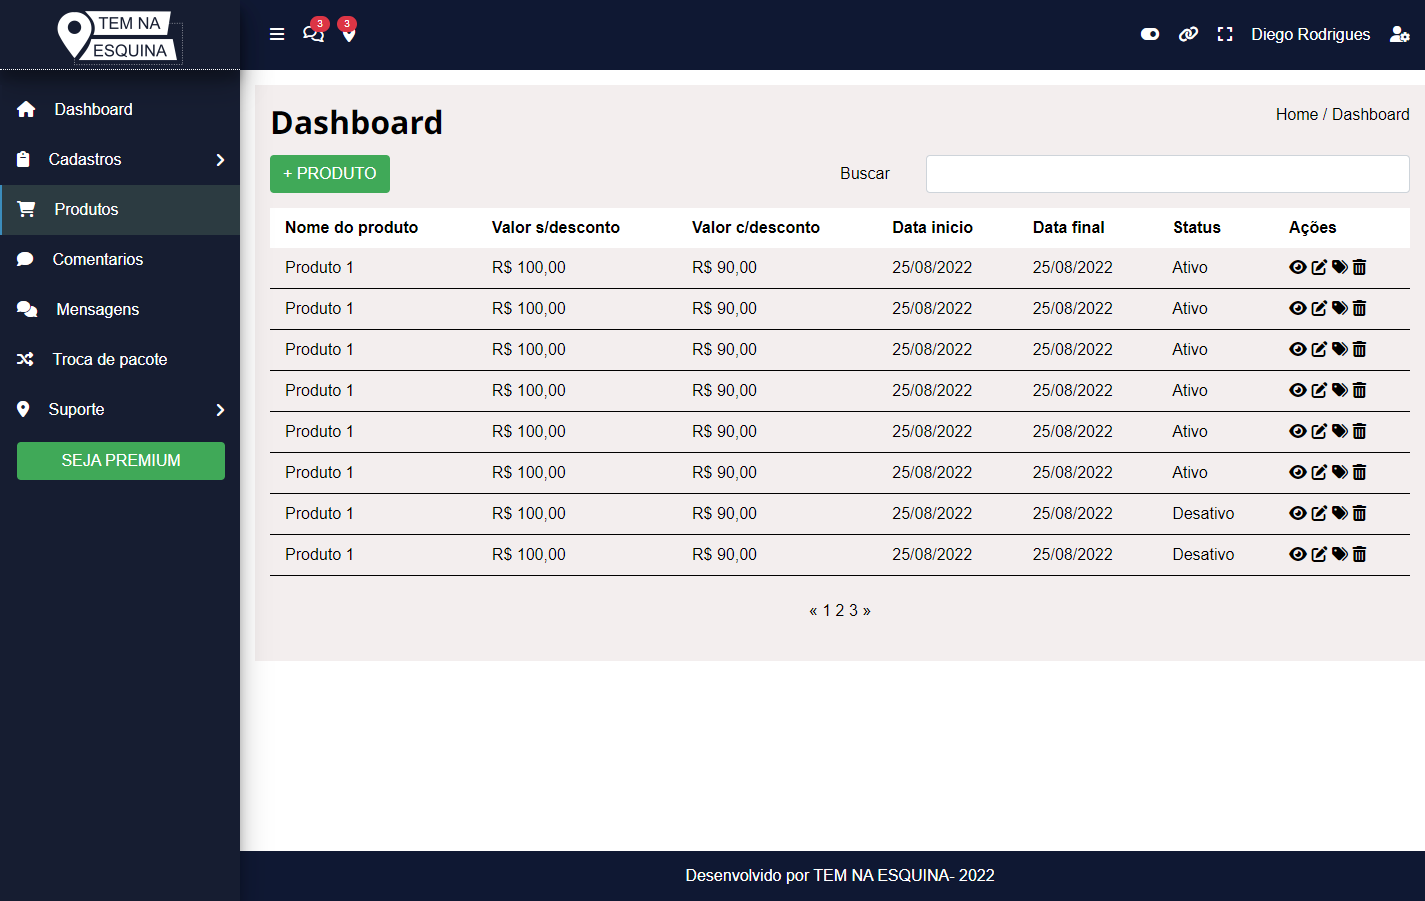 TEM NA
ESQUINA
3 3
Diego Rodrigues
Dashboard
Cadastros
Produtos
Comentarios
Mensagens
Troca de pacote
Suporte
SEJA PREMIUM
Dashboard
Home / Dashboard
+ PRODUTO
Buscar
Nome do produto Valor s/desconto Valor c/desconto Data inicio Data final Status Ações
Produto 1 R$ 100,00 R$ 90,00 25/08/2022 25/08/2022 Ativo
Produto 1 R$ 100,00 R$ 90,00 25/08/2022 25/08/2022 Ativo
Produto 1 R$ 100,00 R$ 90,00 25/08/2022 25/08/2022 Ativo
Produto 1 R$ 100,00 R$ 90,00 25/08/2022 25/08/2022 Ativo
Produto 1 R$ 100,00 R$ 90,00 25/08/2022 25/08/2022 Ativo
Produto 1 R$ 100,00 R$ 90,00 25/08/2022 25/08/2022 Ativo
Produto 1 R$ 100,00 R$ 90,00 25/08/2022 25/08/2022 Desativo
Produto 1 R$ 100,00 R$ 90,00 25/08/2022 25/08/2022 Desativo
« 1 2 3 »
Desenvolvido por TEM NA ESQUINA- 2022